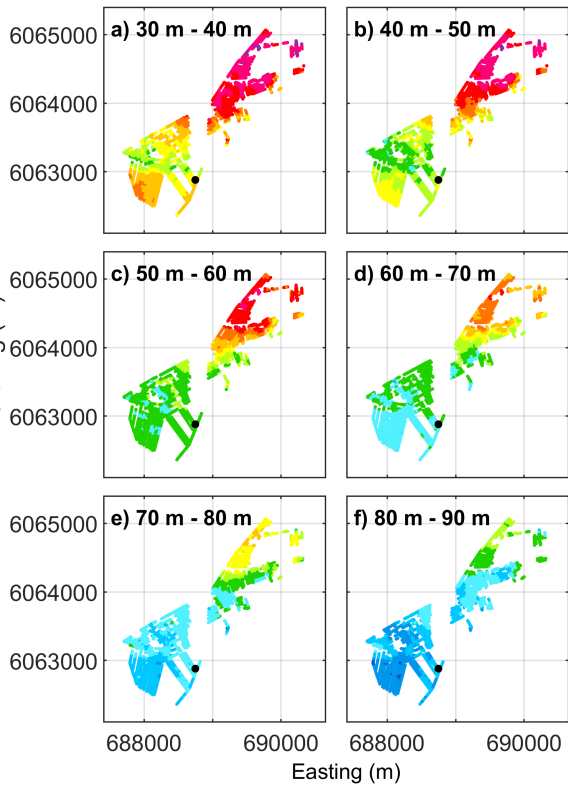 a) 30 m - 40 m
b) 40 m - 50 m
6065000
6064000
6063000
c) 50 m - 60 m
d) 60 m - 70 m
6065000
6064000
6063000
e) 70 m - 80 m
f) 80 m - 90 m
6065000
6064000
6063000
688000
690000
688000
690000
Easting (m)